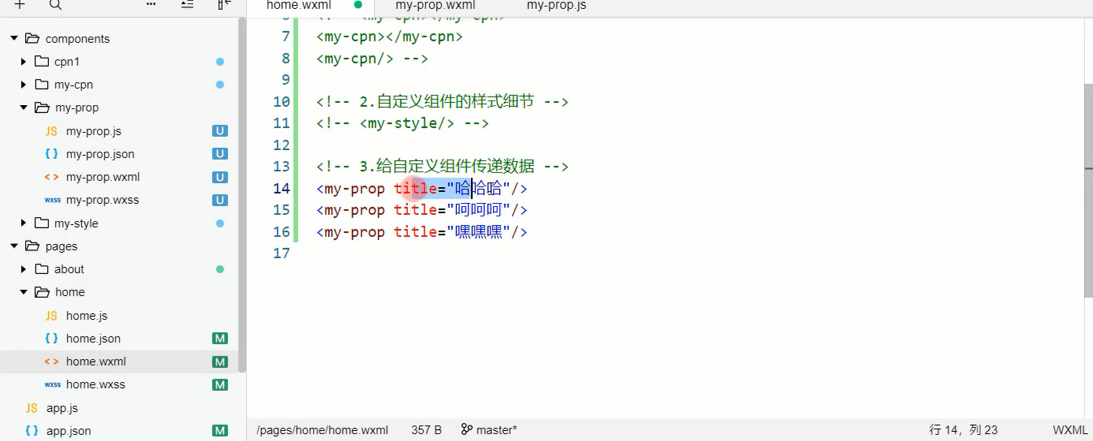 home.wxml
my-prop.wxml
my-prop.js
components
cpn1
my-cpn
my-prop
JS my-prop.js U
{ } my-prop.json U
< > my-prop.wxml U
wxss my-prop.wxss U
my-style
pages
about
home
JS home.js
{ } home.json M
< > home.wxml M
wxss home.wxss M
JS app.js
{ } app.json M
7 <my-cpn></my-cpn>
8 <my-cpn/> -->
9
10 <!-- 2.自定义组件的样式细节 -->
11 <!-- <my-style/> -->
12
13 <!-- 3.给自定义组件传递数据 -->
14 <my-prop title="哈哈哈"/>
15 <my-prop title="呵呵呵"/>
16 <my-prop title="嘿嘿嘿"/>
17
/pages/home/home.wxml 357 B master* 行 14，列 23 WXML